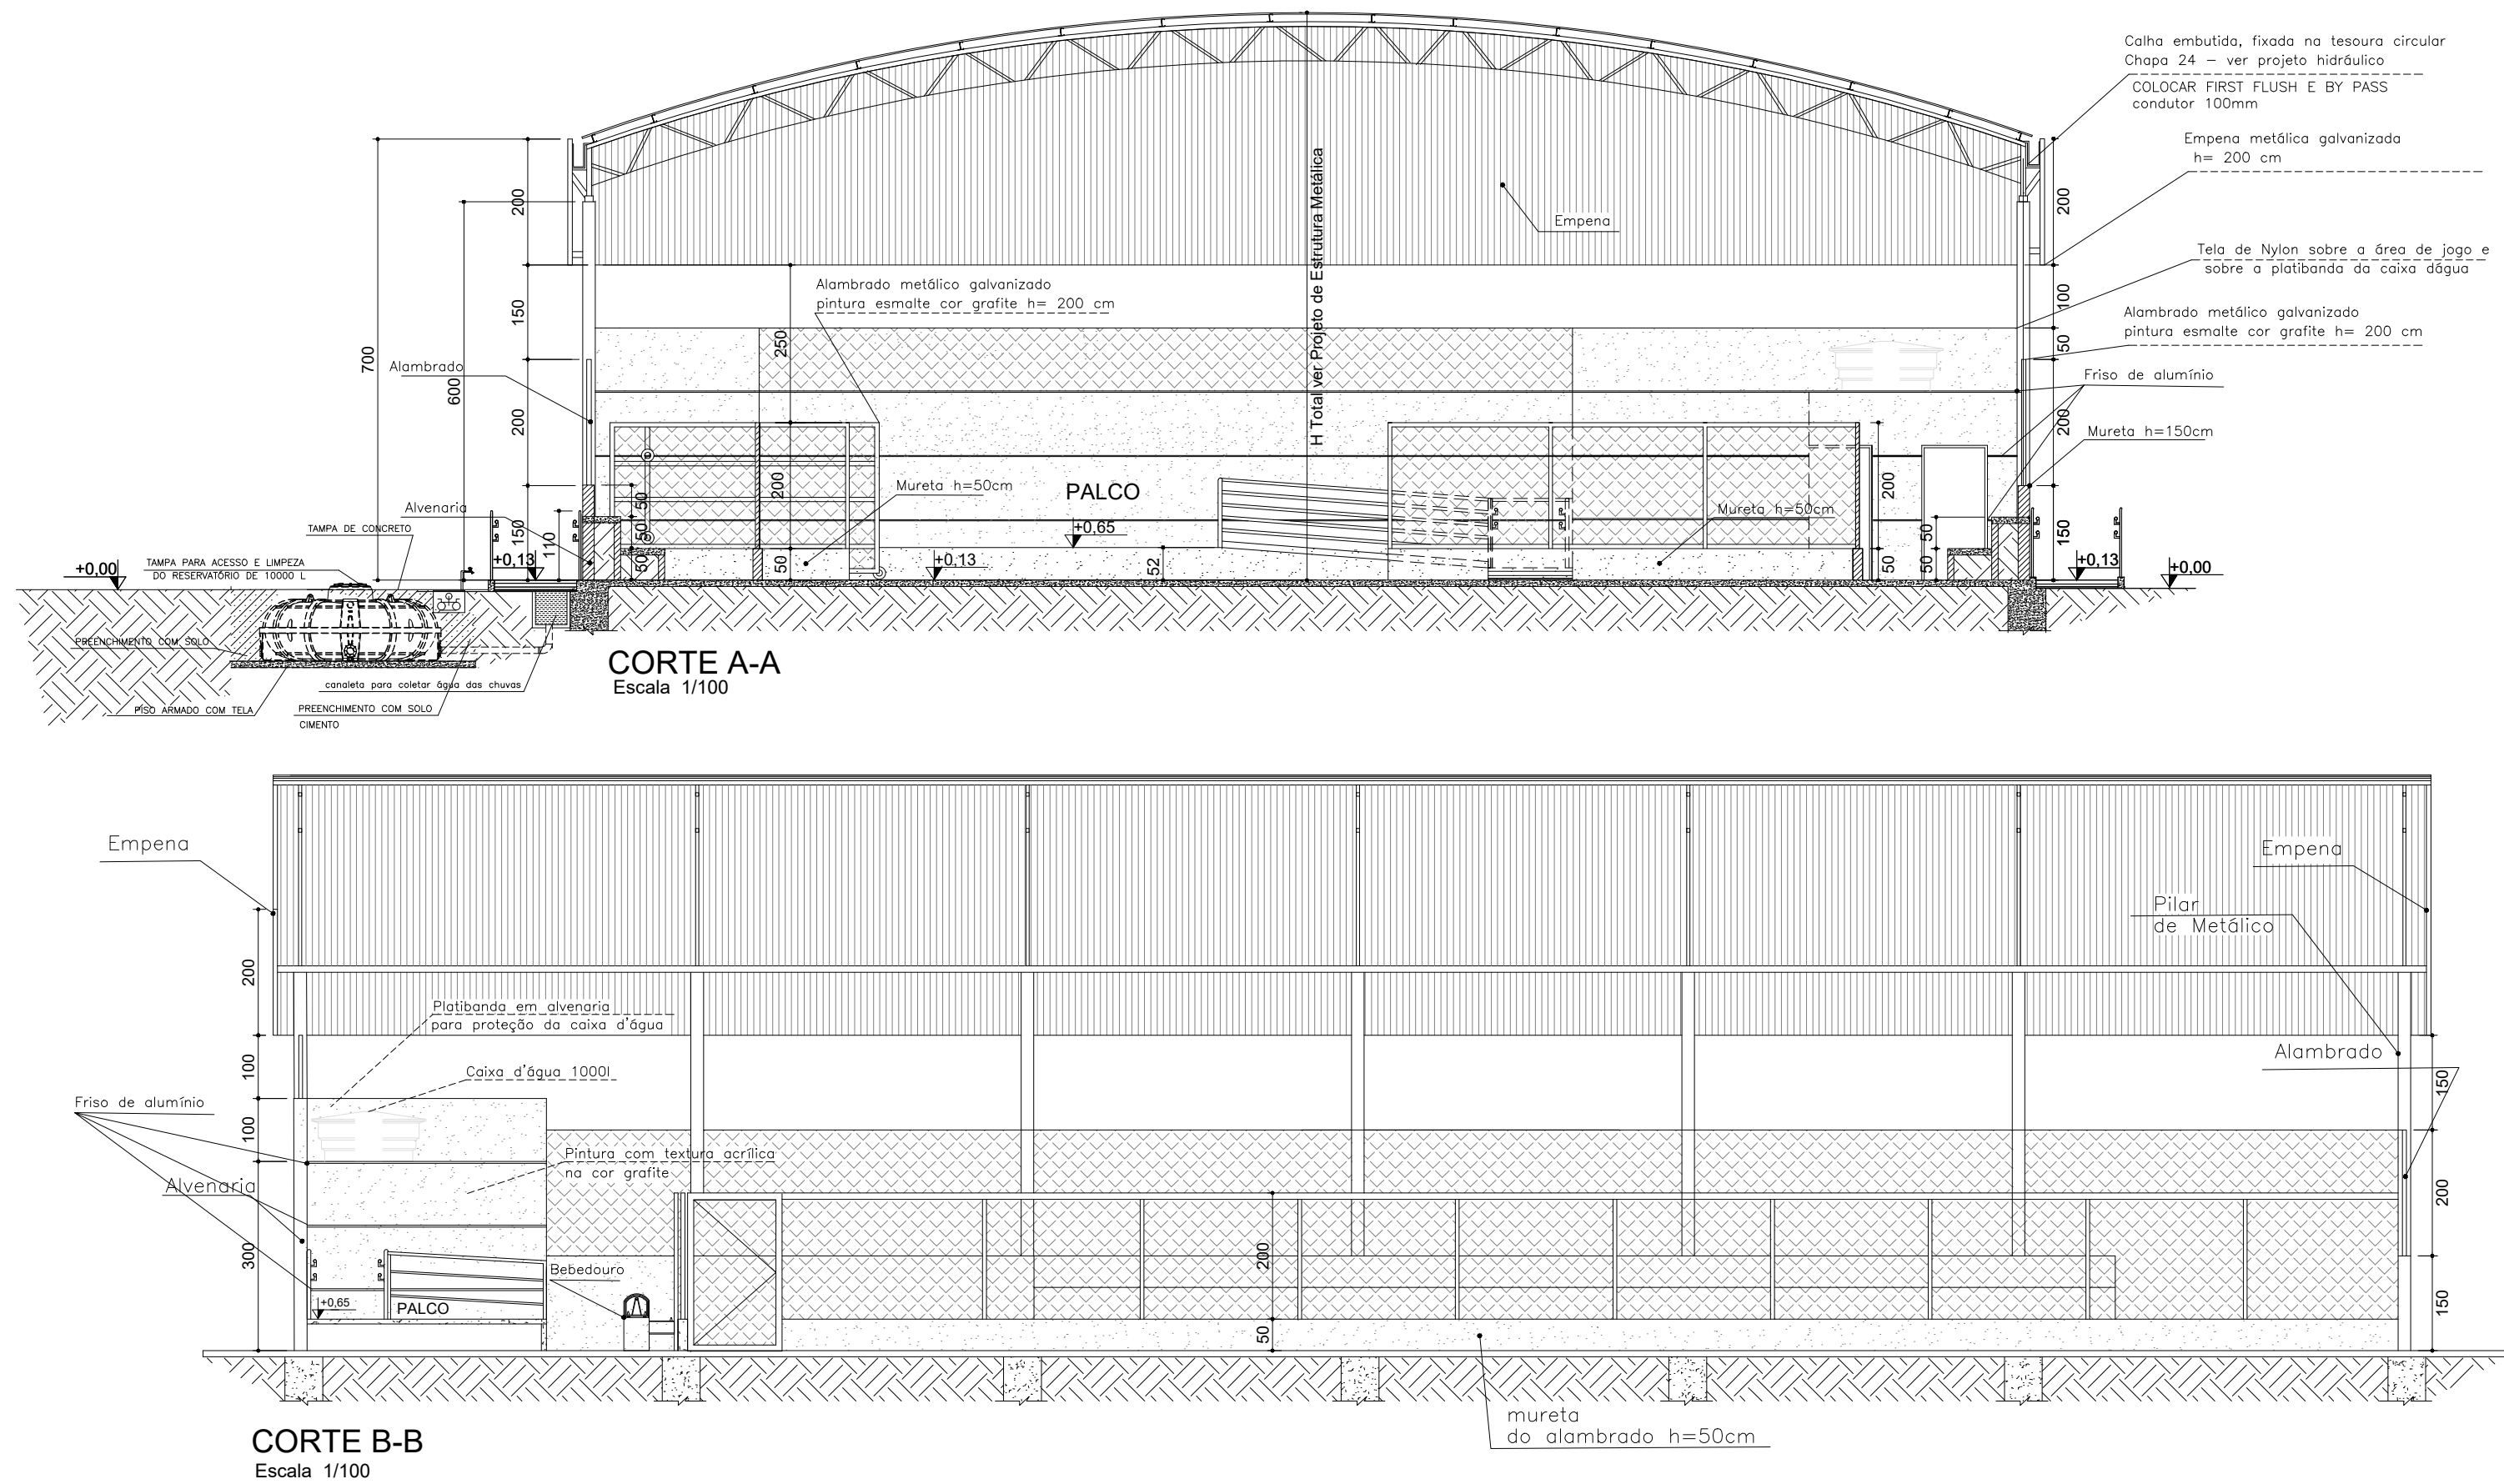 Calha embutida, fixada na tesoura circular
Chapa 24 – ver projeto hidráulico
COLOCAR FIRST FLUSH E BY PASS
condutor 100mm
Empena metálica galvanizada
h= 200 cm
Tela de Nylon sobre a área de jogo e
sobre a platibanda da caixa dágua
Alambrado metálico galvanizado
pintura esmalte cor grafite h= 200 cm
Friso de alumínio
Mureta h=150cm
200
100
50
200
150
+0,13
+0,00
Empena
H Total ver Projeto de Estrutura Metálica
Alambrado metálico galvanizado
pintura esmalte cor grafite h= 200 cm
700
600
200
150
200
150
110
Alambrado
Alvenaria
250
200
50
50
50
50
Mureta h=50cm
PALCO
+0,65
+0,13
52
Mureta h=50cm
200
50
50
50
+0,00
+0,13
TAMPA DE CONCRETO
TAMPA PARA ACESSO E LIMPEZA
DO RESERVATÓRIO DE 10000 L
PREENCHIMENTO COM SOLO
canaleta para coletar água das chuvas
PISO ARMADO COM TELA
PREENCHIMENTO COM SOLO
CIMENTO
CORTE A-A
Escala 1/100
Empena
Empena
Pilar
de Metálico
Alambrado
200
100
100
300
Platibanda em alvenaria
para proteção da caixa d'água
Caixa d'água 1000l
Friso de alumínio
Pintura com textura acrílica
na cor grafite
Alvenaria
Bebedouro
+0,65
PALCO
200
50
150
200
150
mureta
do alambrado h=50cm
CORTE B-B
Escala 1/100